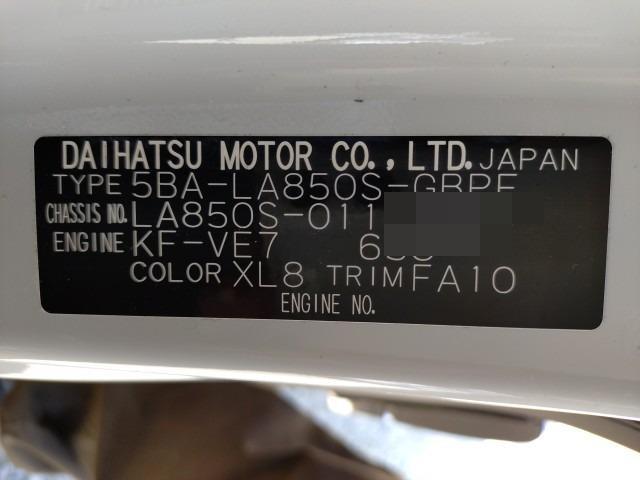 DAIHATSU MOTOR CO., LTD. JAPAN
TYPE 5BA-LA850S-GBPF
CHASSIS NO. LA850S-011
ENGINE KF-VE7
COLOR XL8 TRIM FA10
ENGINE NO.